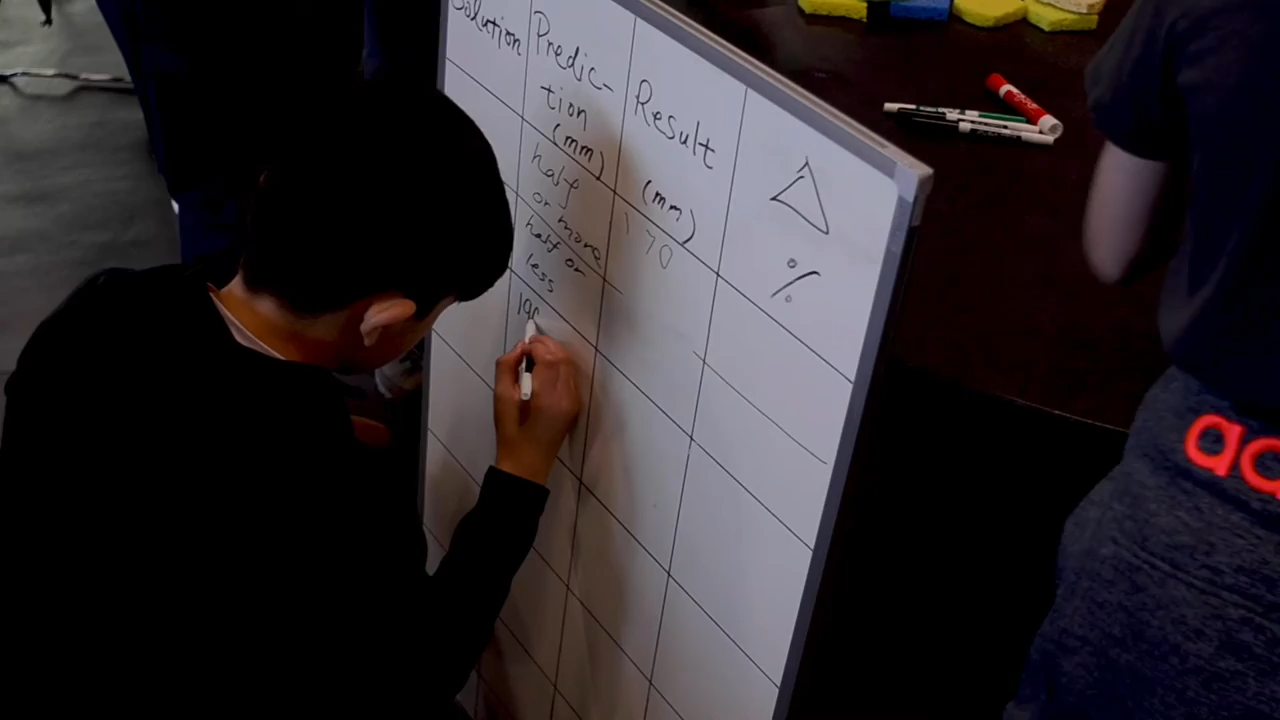 Solution
Predic-
tion
(mm)
Result
(mm)
Δ
%
half
or more
170
half or
less
190